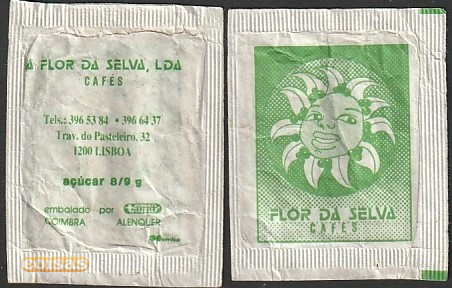 A FLOR DA SELVA, LDA
CAFÉS
Tels.: 396 53 84 • 396 64 37
Trav. do Pasteleiro, 32
1200 LISBOA
açúcar 8/9 g
embalado por
COIMBRA ALENQUER
coisas
FLOR DA SELVA
CAFÉS